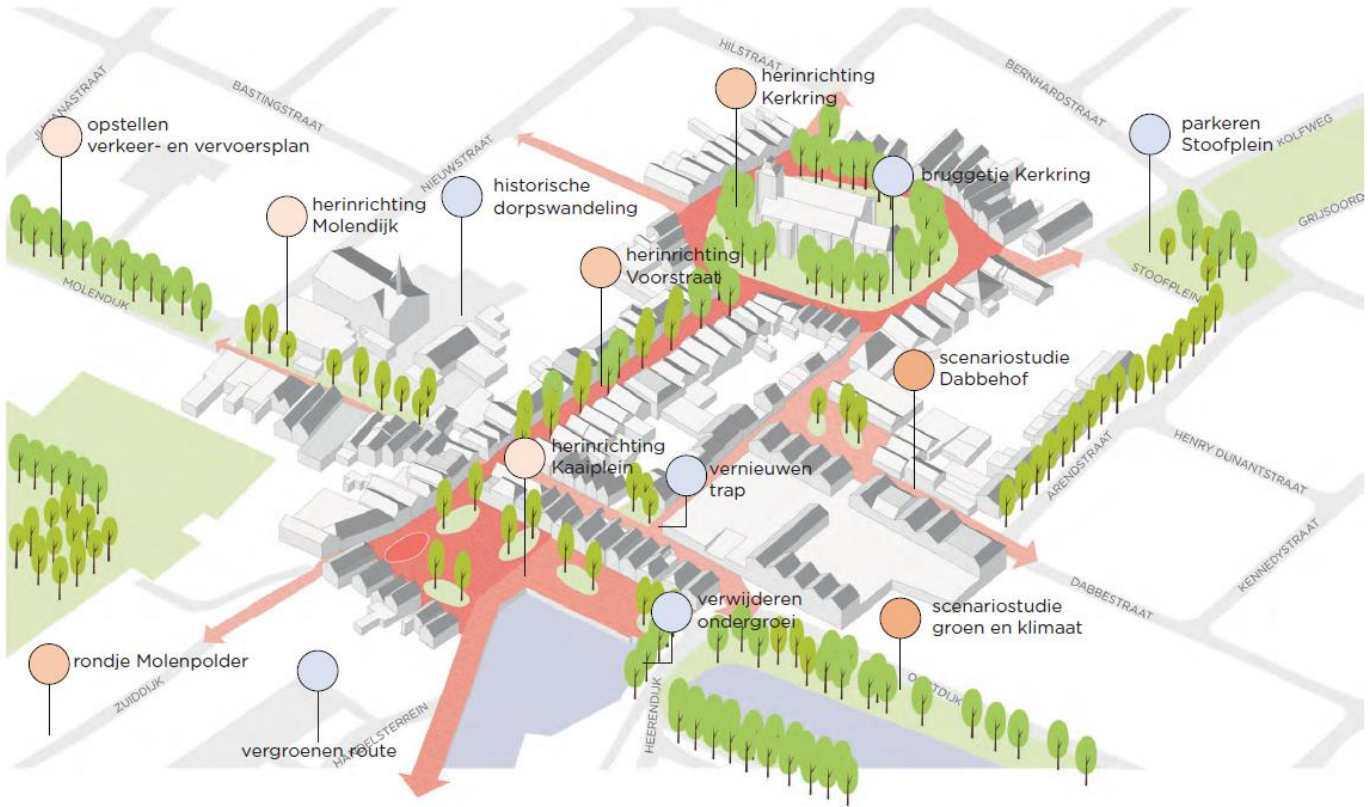 HILSTRAAT
BERNHARDSTRAAT
BASTINGSTRAAT
herinrichting
Kerkring
parkeren
Stoofplein
KOLFWEG
opstellen
verkeer- en vervoersplan
NIEUWSTRAAT
historische
dorpswandeling
bruggetje Kerkring
herinrichting
Molendijk
GRIJSOORD
herinrichting
Voorstraat
STOOFPLEIN
MOLENDIJK
scenariostudie
Dabbehof
herinrichting
Kaaiplein
vernieuwen
trap
ARENDSTRAAT
HENRY DUNANTSTRAAT
KENNEDYSTRAAT
DABBESTRAAT
verwijderen
ondergroei
scenariostudie
groen en klimaat
rondje Molenpolder
ZUIDDIJK
HEERENDIJK
vergroenen route